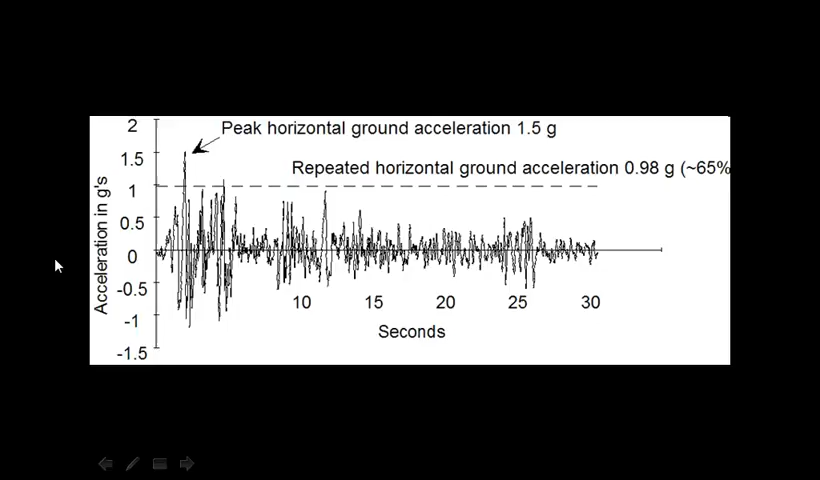 2
Peak horizontal ground acceleration 1.5 g
1.5
Repeated horizontal ground acceleration 0.98 g (~65%
1
0.5
0
-0.5
-1
-1.5
Acceleration in g's
10 15 20 25 30
Seconds